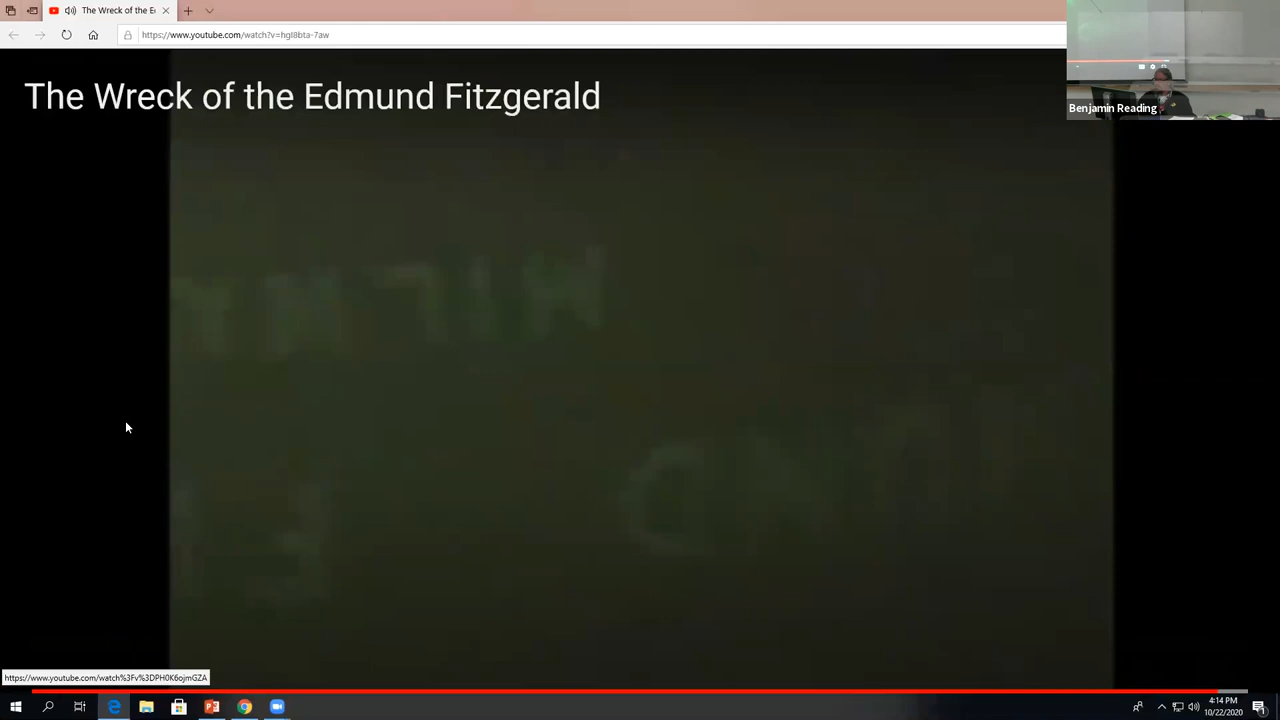 The Wreck of the E
https://www.youtube.com/watch?v=hgI8bta-7aw
The Wreck of the Edmund Fitzgerald
Benjamin Reading
https://www.youtube.com/watch%3Fv%3DPH0K6ojmGZA
4:14 PM
10/22/2020